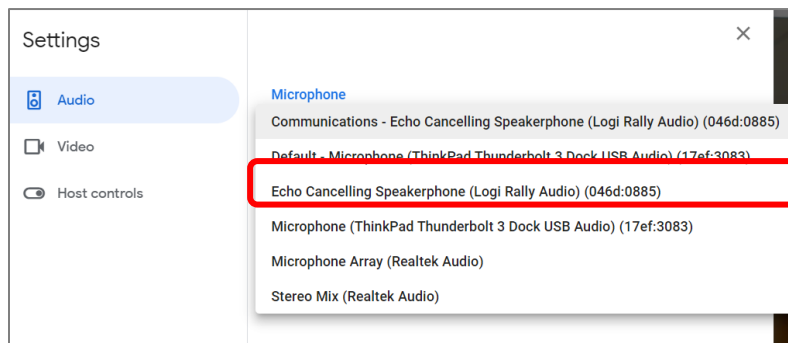 Settings
Audio
Video
Host controls
Microphone
Communications - Echo Cancelling Speakerphone (Logi Rally Audio) (046d:0885)
Default - Microphone (ThinkPad Thunderbolt 3 Dock USB Audio) (17ef:3083)
Echo Cancelling Speakerphone (Logi Rally Audio) (046d:0885)
Microphone (ThinkPad Thunderbolt 3 Dock USB Audio) (17ef:3083)
Microphone Array (Realtek Audio)
Stereo Mix (Realtek Audio)